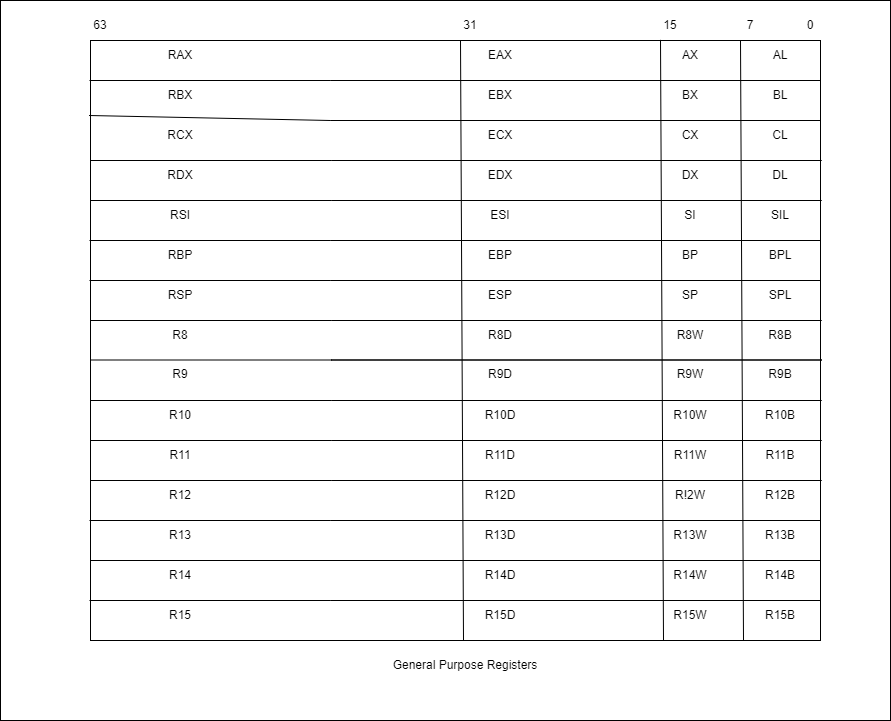 63 31 15 7 0
RAX EAX AX AL
RBX EBX BX BL
RCX ECX CX CL
RDX EDX DX DL
RSI ESI SI SIL
RBP EBP BP BPL
RSP ESP SP SPL
R8 R8D R8W R8B
R9 R9D R9W R9B
R10 R10D R10W R10B
R11 R11D R11W R11B
R12 R12D RI2W R12B
R13 R13D R13W R13B
R14 R14D R14W R14B
R15 R15D R15W R15B
General Purpose Registers